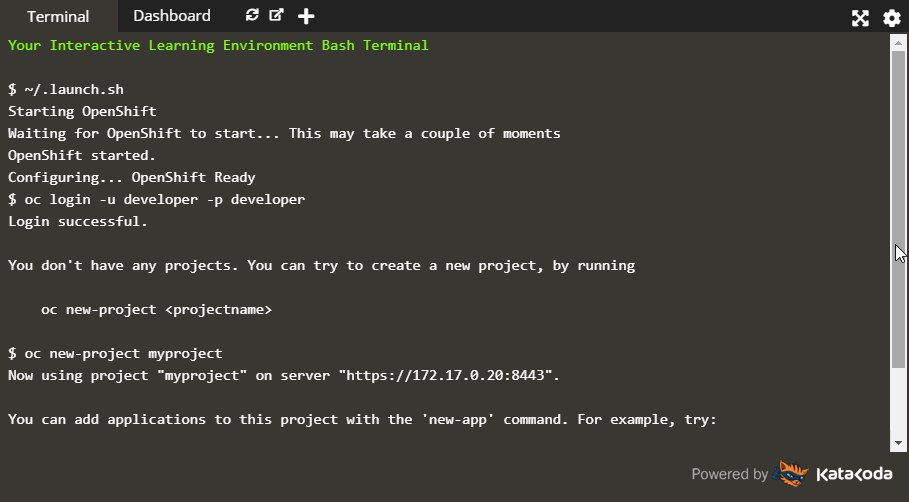 Terminal
Dashboard
Your Interactive Learning Environment Bash Terminal
$ ~/.launch.sh
Starting OpenShift
Waiting for OpenShift to start... This may take a couple of moments
OpenShift started.
Configuring... OpenShift Ready
$ oc login -u developer -p developer
Login successful.
You don't have any projects. You can try to create a new project, by running
oc new-project <projectname>
$ oc new-project myproject
Now using project "myproject" on server "https://172.17.0.20:8443".
You can add applications to this project with the 'new-app' command. For example, try:
Powered by Katakoda